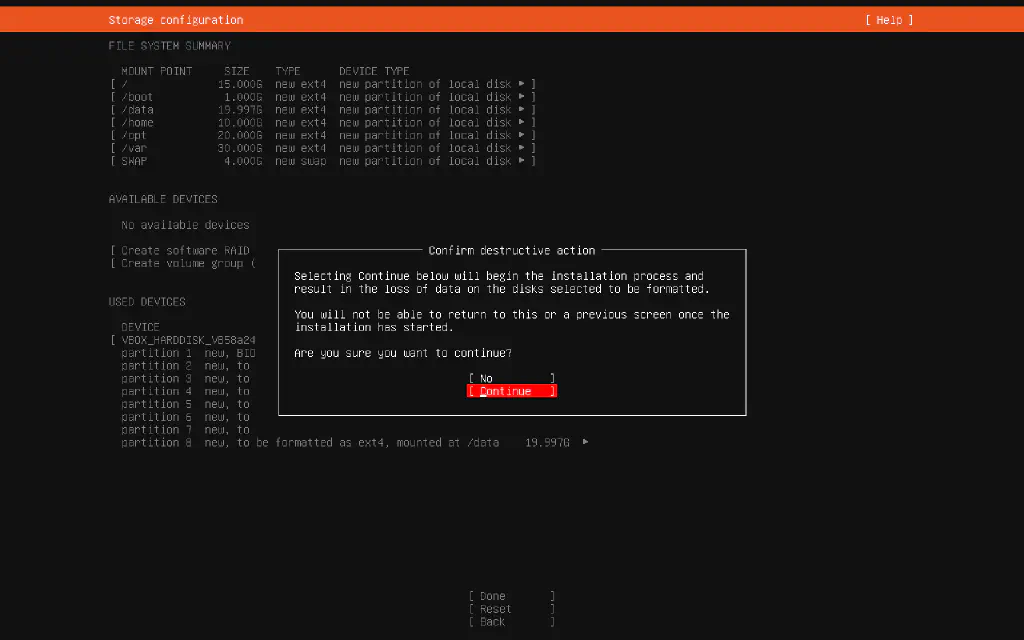 Storage configuration [ Help ]
FILE SYSTEM SUMMARY
MOUNT POINT SIZE TYPE DEVICE TYPE
[ / 15.000G new ext4 new partition of local disk ▸ ]
[ /boot 1.000G new ext4 new partition of local disk ▸ ]
[ /data 19.997G new ext4 new partition of local disk ▸ ]
[ /home 10.000G new ext4 new partition of local disk ▸ ]
[ /opt 20.000G new ext4 new partition of local disk ▸ ]
[ /var 30.000G new ext4 new partition of local disk ▸ ]
[ SWAP 4.000G new swap new partition of local disk ▸ ]
AVAILABLE DEVICES
No available devices
[ Create software RAID
[ Create volume group (
USED DEVICES
DEVICE
[ VBOX_HARDDISK_VB58a24
partition 1 new, BIO
partition 2 new, to
partition 3 new, to
partition 4 new, to
partition 5 new, to
partition 6 new, to
partition 7 new, to
partition 8 new, to be formatted as ext4, mounted at /data 19.997G ▸
Confirm destructive action
Selecting Continue below will begin the installation process and
result in the loss of data on the disks selected to be formatted.
You will not be able to return to this or a previous screen once the
installation has started.
Are you sure you want to continue?
[ No ]
[ Continue ]
[ Done ]
[ Reset ]
[ Back ]